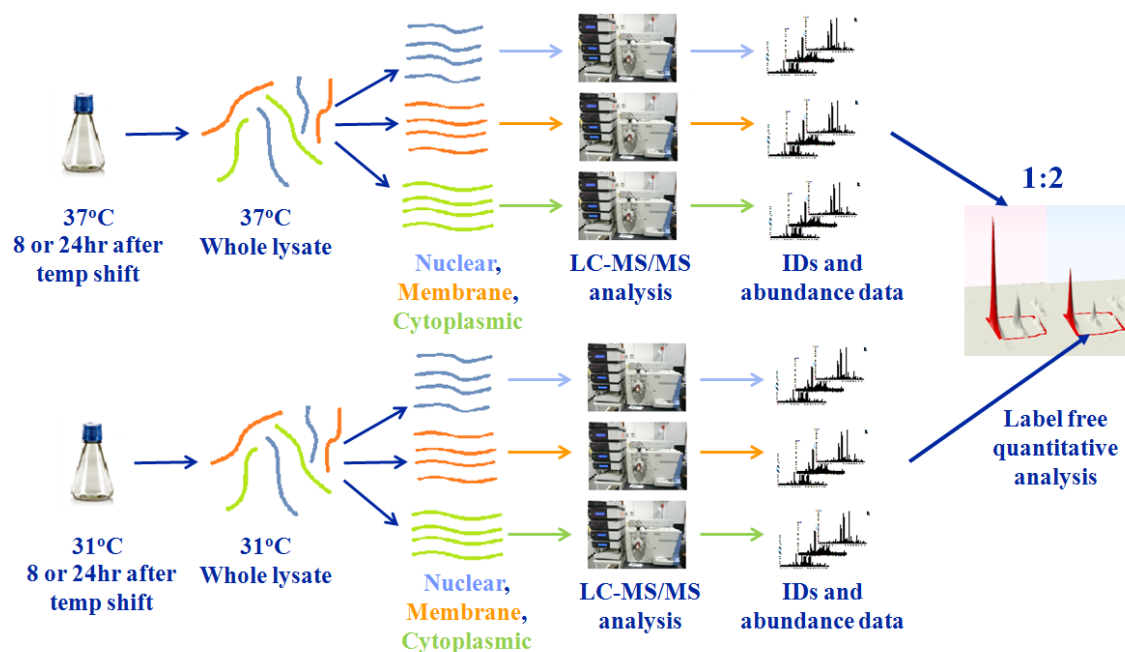 37°C
8 or 24hr after
temp shift
37°C
Whole lysate
Nuclear,
Membrane,
Cytoplasmic
LC-MS/MS
analysis
IDs and
abundance data
1:2
31°C
8 or 24hr after
temp shift
31°C
Whole lysate
Nuclear,
Membrane,
Cytoplasmic
LC-MS/MS
analysis
IDs and
abundance data
Label free
quantitative
analysis